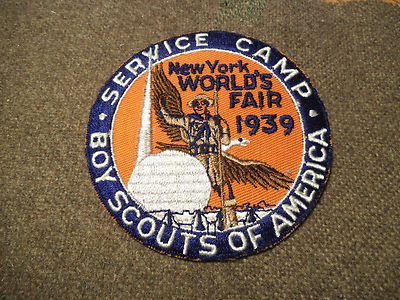 · SERVICE CAMP ·
New York
WORLD'S
FAIR
1939
BOY SCOUTS OF AMERICA